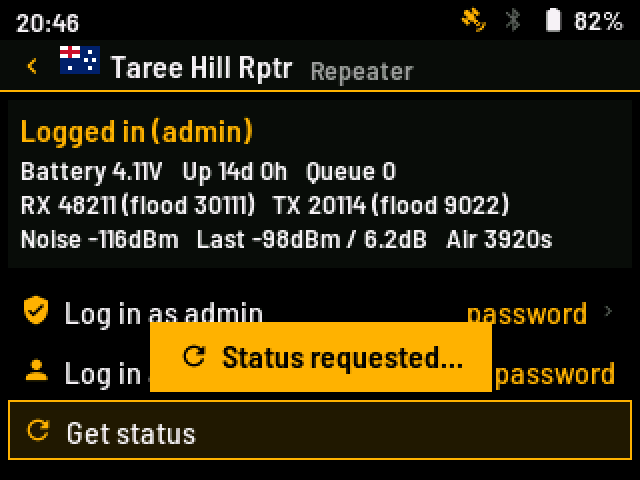 20:46 82%
Taree Hill Rptr Repeater
Logged in (admin)
Battery 4.11V Up 14d 0h Queue 0
RX 48211 (flood 30111) TX 20114 (flood 9022)
Noise -116dBm Last -98dBm / 6.2dB Air 3920s
Log in as admin password
Status requested...
Log in password
Get status